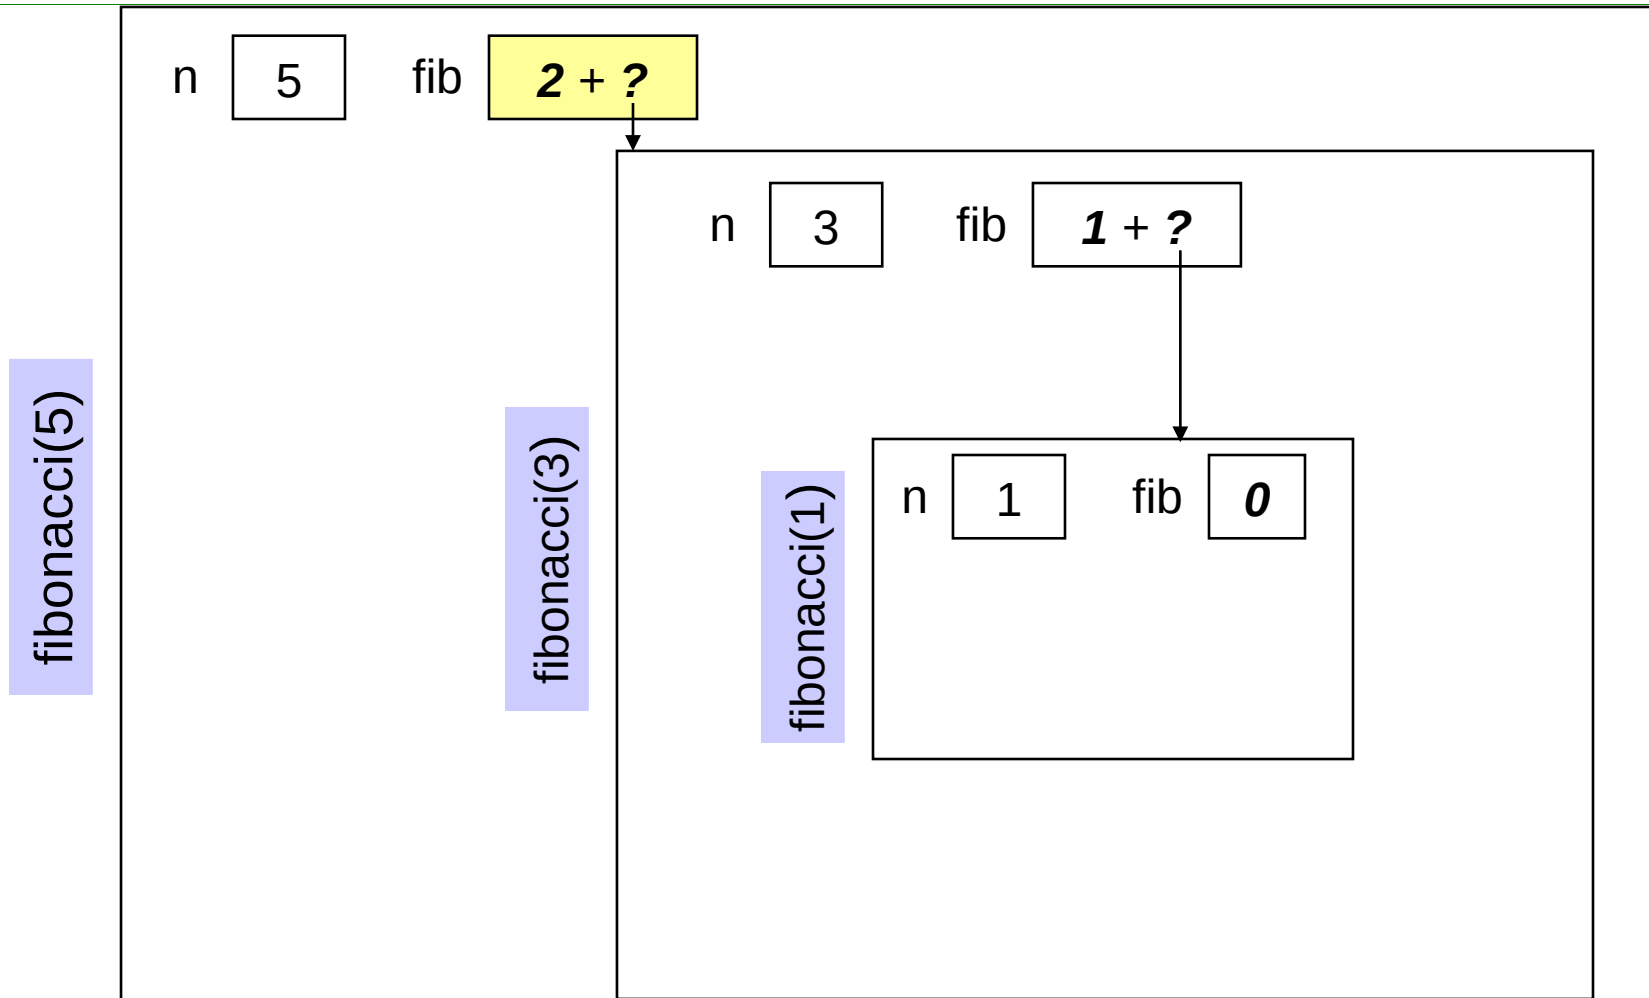 n 5 fib 2 + ?
n 3 fib 1 + ?
fibonacci(5)
fibonacci(3)
fibonacci(1)
n 1 fib 0